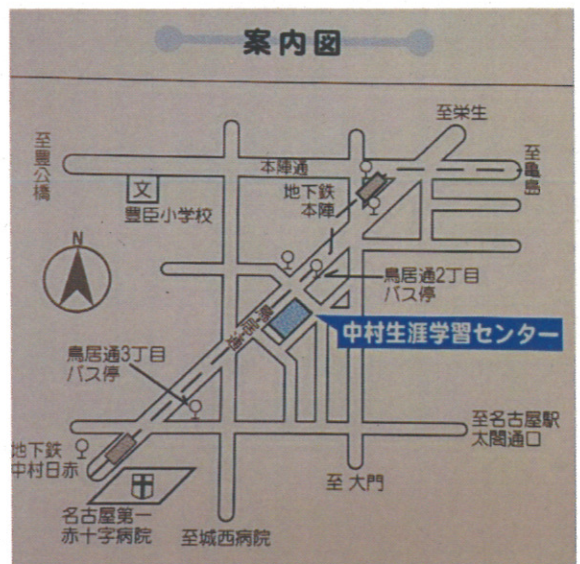 案内図
至栄生
至豊公橋
本陣通
至亀島
文
地下鉄
本陣
豊臣小学校
N
鳥居通2丁目
バス停
鳥居通
中村生涯学習センター
鳥居通3丁目
バス停
至名古屋駅
太閤通口
地下鉄
中村日赤
至 大門
名古屋第一
赤十字病院
至城西病院